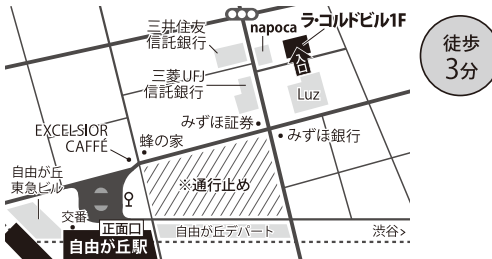 三井住友
信託銀行
napoca
ラ・コルドビル1F
入口
徒歩
3分
三菱UFJ
信託銀行
Luz
みずほ証券
みずほ銀行
EXCELSIOR
CAFFÉ
蜂の家
自由が丘
東急ビル
※通行止め
交番
正面口
自由が丘駅
自由が丘デパート
渋谷>